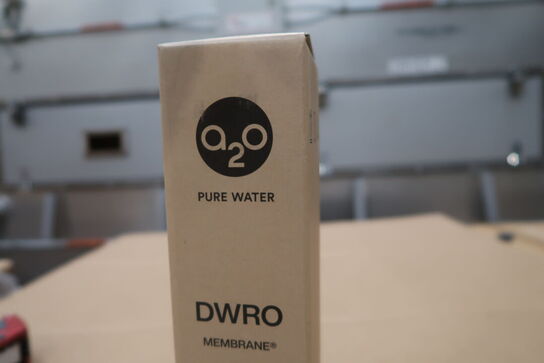 a2o
PURE WATER
DWRO
MEMBRANE®